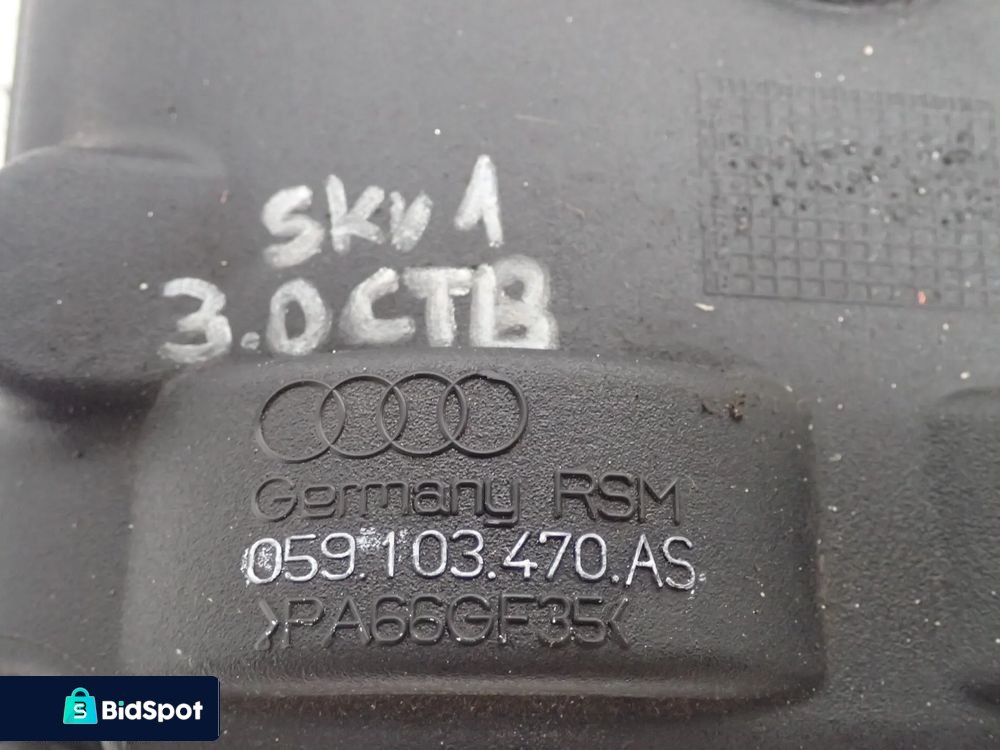 SKV 1
3.0CTB
Germany RSM
059.103.470.AS
>PA66GF35<
BidSpot